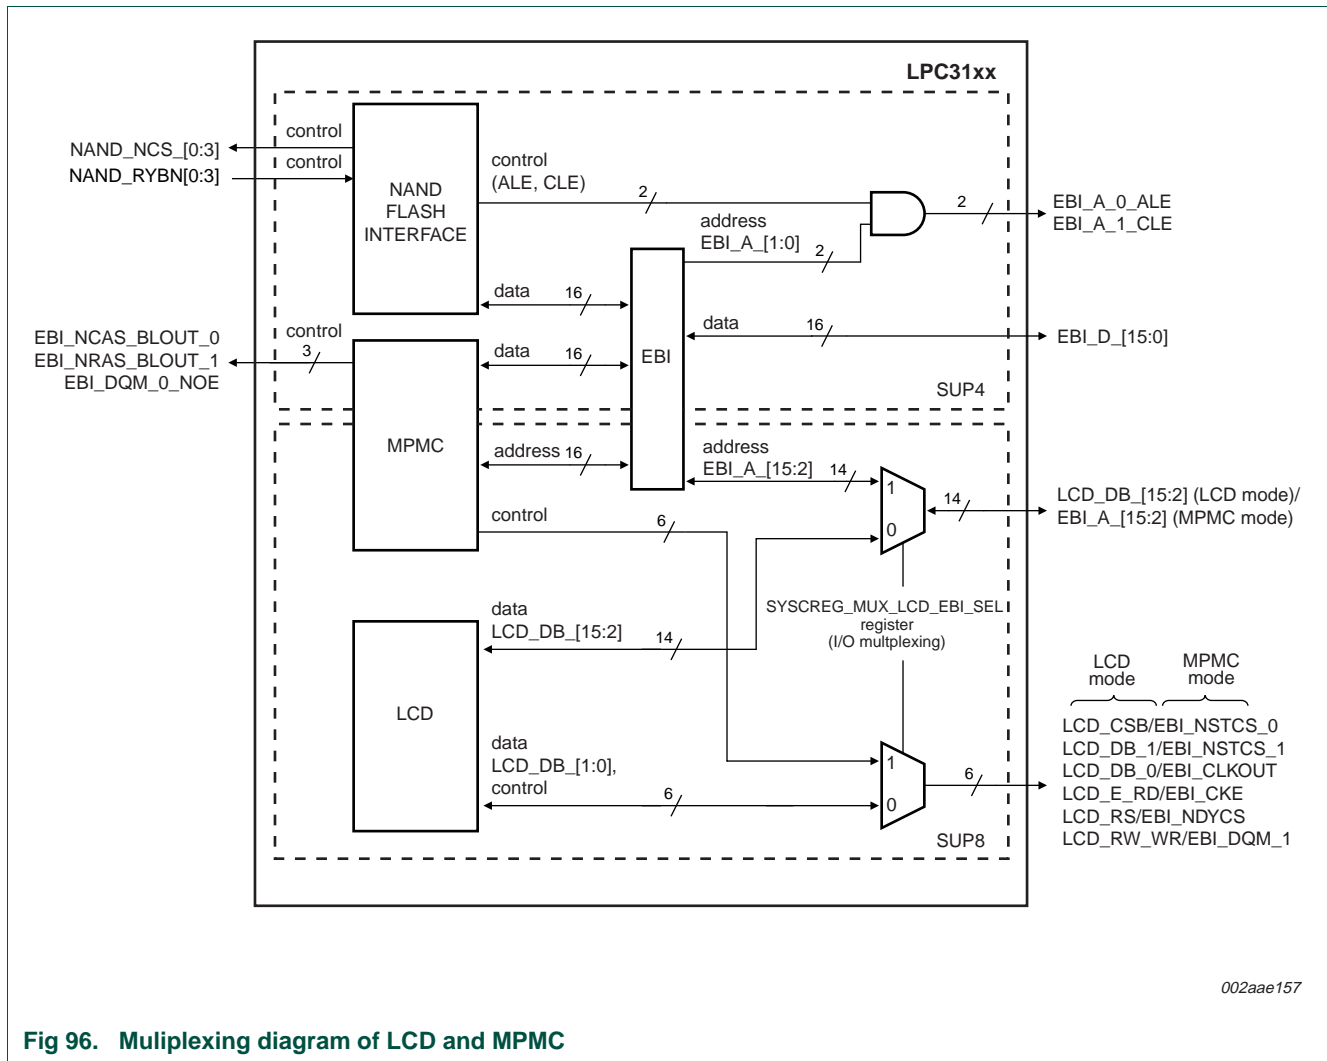 LPC31xx
NAND_NCS_[0:3]
NAND_RYBN[0:3]
control
control
NAND
FLASH
INTERFACE
control
(ALE, CLE)
2
address
EBI_A_[1:0]
2
2
EBI_A_0_ALE
EBI_A_1_CLE
data
16
EBI_NCAS_BLOUT_0
EBI_NRAS_BLOUT_1
EBI_DQM_0_NOE
control
3
data
16
EBI
data
16
EBI_D_[15:0]
SUP4
MPMC
address
16
address
EBI_A_[15:2]
14
1
0
14
LCD_DB_[15:2] (LCD mode)/
EBI_A_[15:2] (MPMC mode)
control
6
SYSCREG_MUX_LCD_EBI_SEL
register
(I/O multplexing)
data
LCD_DB_[15:2]
14
LCD
data
LCD_DB_[1:0],
control
6
1
0
6
LCD
mode
MPMC
mode
LCD_CSB/EBI_NSTCS_0
LCD_DB_1/EBI_NSTCS_1
LCD_DB_0/EBI_CLKOUT
LCD_E_RD/EBI_CKE
LCD_RS/EBI_NDYCS
LCD_RW_WR/EBI_DQM_1
SUP8
002aae157
Fig 96. Muliplexing diagram of LCD and MPMC